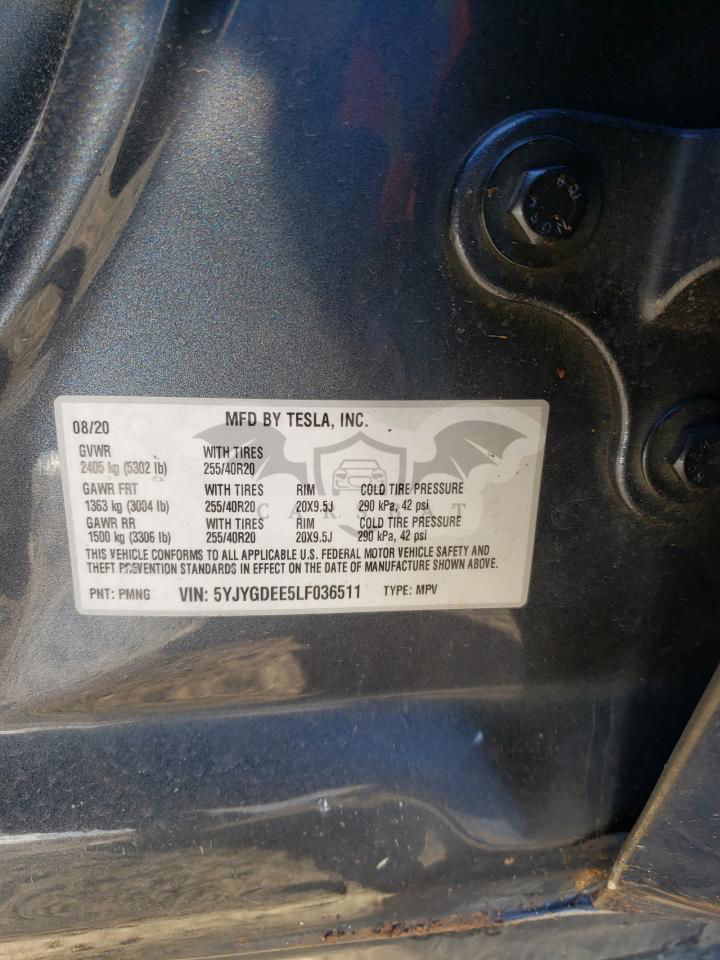 08/20 MFD BY TESLA, INC.
GVWR WITH TIRES
2405 kg (5302 lb) 255/40R20
GAWR FRT WITH TIRES RIM COLD TIRE PRESSURE
1363 kg (3004 lb) 255/40R20 20X9.5J 290 kPa, 42 psi
GAWR RR WITH TIRES RIM COLD TIRE PRESSURE
1500 kg (3306 lb) 255/40R20 20X9.5J 290 kPa, 42 psi
THIS VEHICLE CONFORMS TO ALL APPLICABLE U.S. FEDERAL MOTOR VEHICLE SAFETY AND
THEFT PREVENTION STANDARDS IN EFFECT ON THE DATE OF MANUFACTURE SHOWN ABOVE.
PNT: PMNG VIN: 5YJYGDEE5LF036511 TYPE: MPV